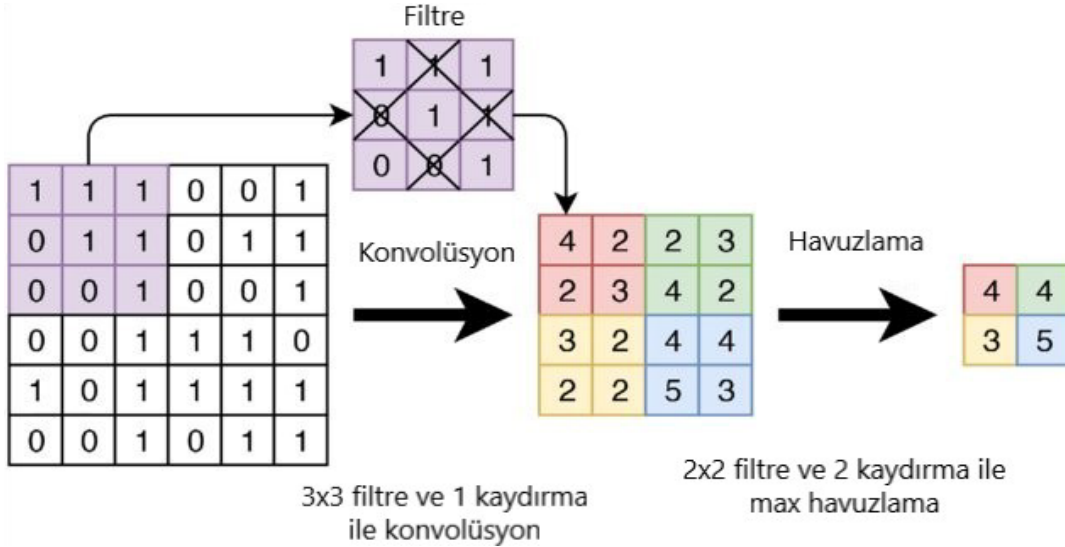 Filtre
1 1 1
0 1 1
0 0 1
1 1 1 0 0 1
0 1 1 0 1 1
0 0 1 0 0 1
0 0 1 1 1 0
1 0 1 1 1 1
0 0 1 0 1 1
Konvolüsyon
4 2 2 3
2 3 4 2
3 2 4 4
2 2 5 3
Havuzlama
4 4
3 5
3x3 filtre ve 1 kaydırma
ile konvolüsyon
2x2 filtre ve 2 kaydırma ile
max havuzlama